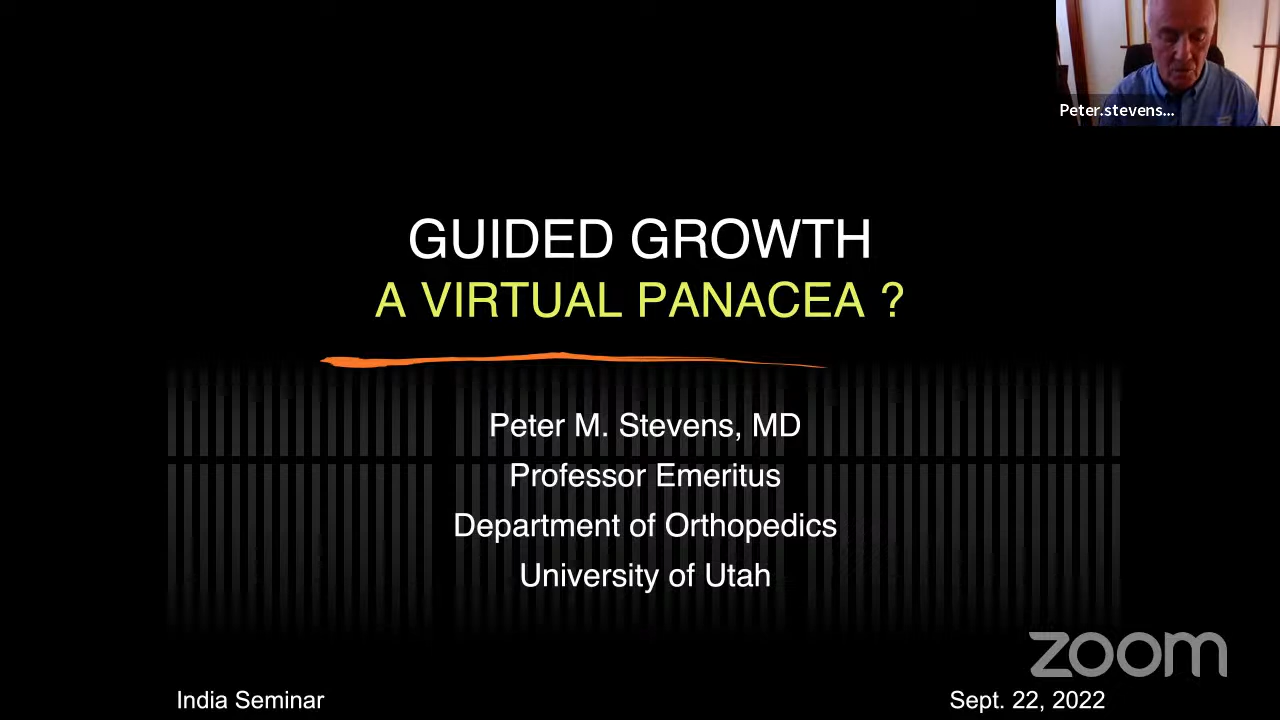 Peter.stevens...
GUIDED GROWTH
A VIRTUAL PANACEA ?
Peter M. Stevens, MD
Professor Emeritus
Department of Orthopedics
University of Utah
zoom
India Seminar
Sept. 22, 2022